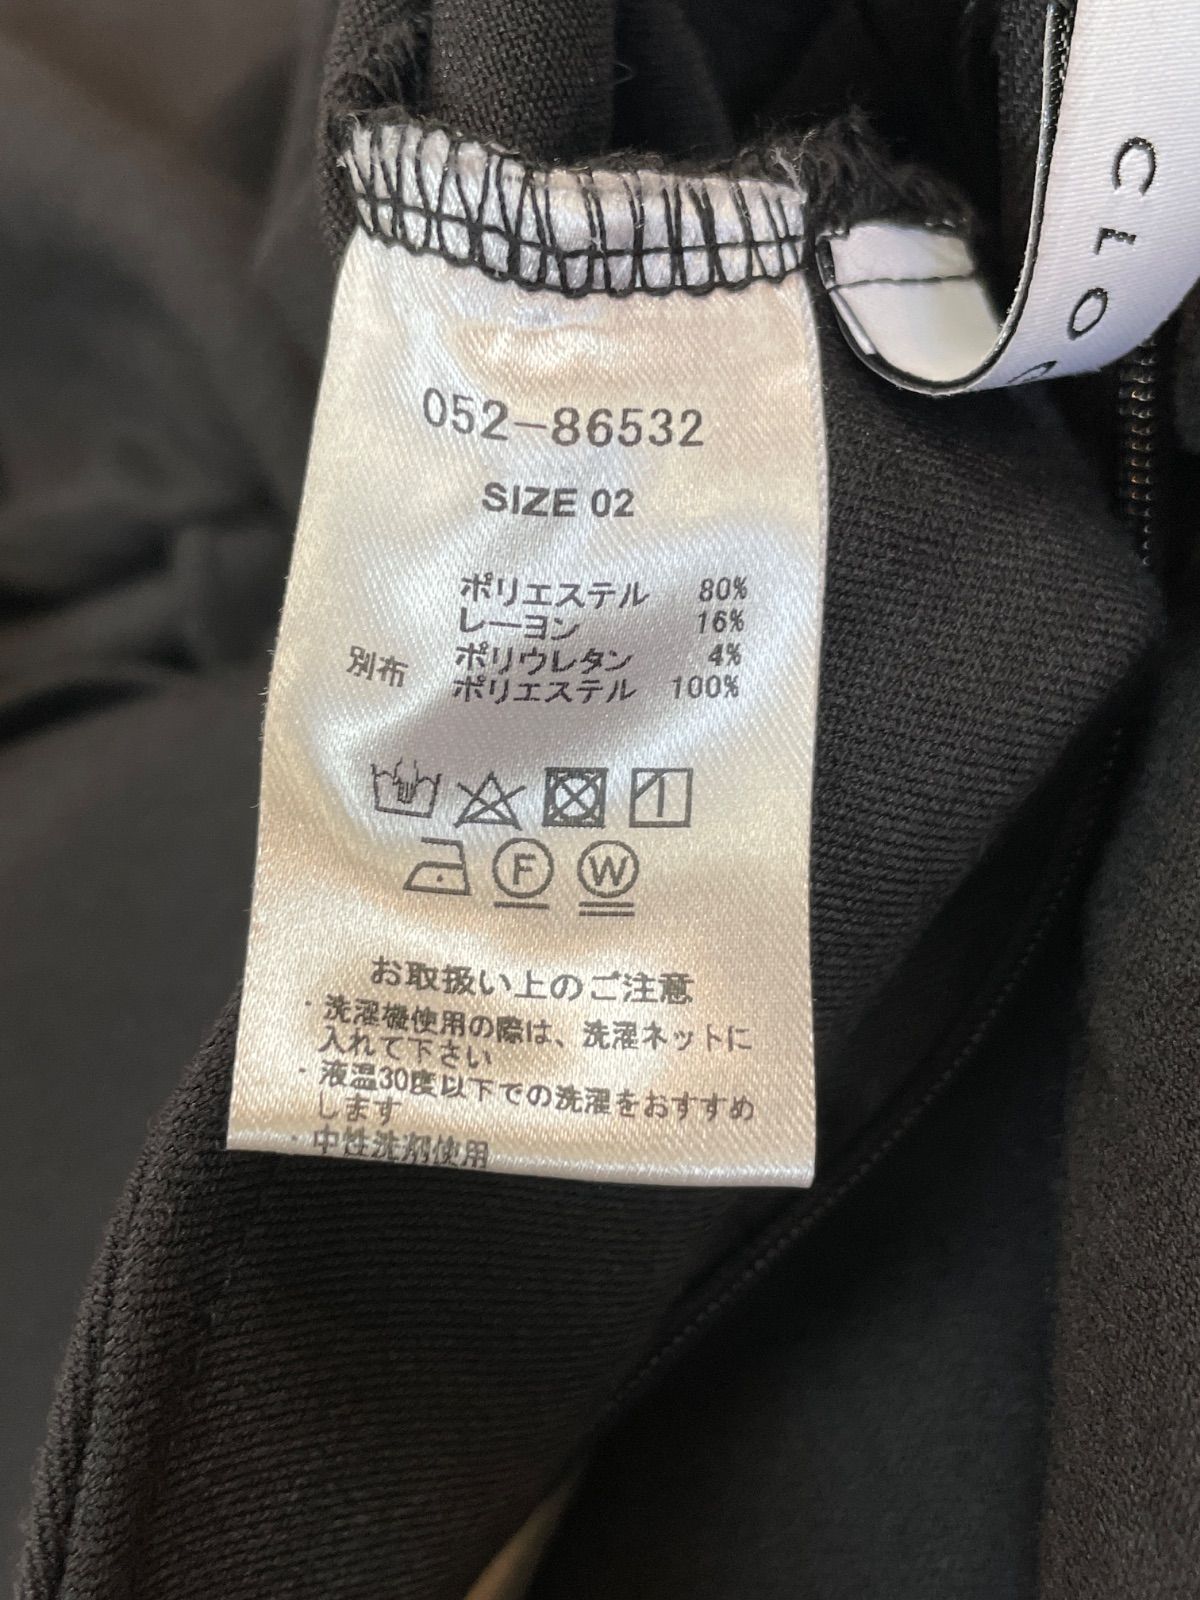 052-86532
SIZE 02
ポリエステル 80%
レーヨン 16%
ポリウレタン 4%
別布 ポリエステル 100%
F W
お取扱い上のご注意
・洗濯機使用の際は、洗濯ネットに
入れて下さい
・液温30度以下での洗濯をおすすめ
します
・中性洗剤使用
CLO